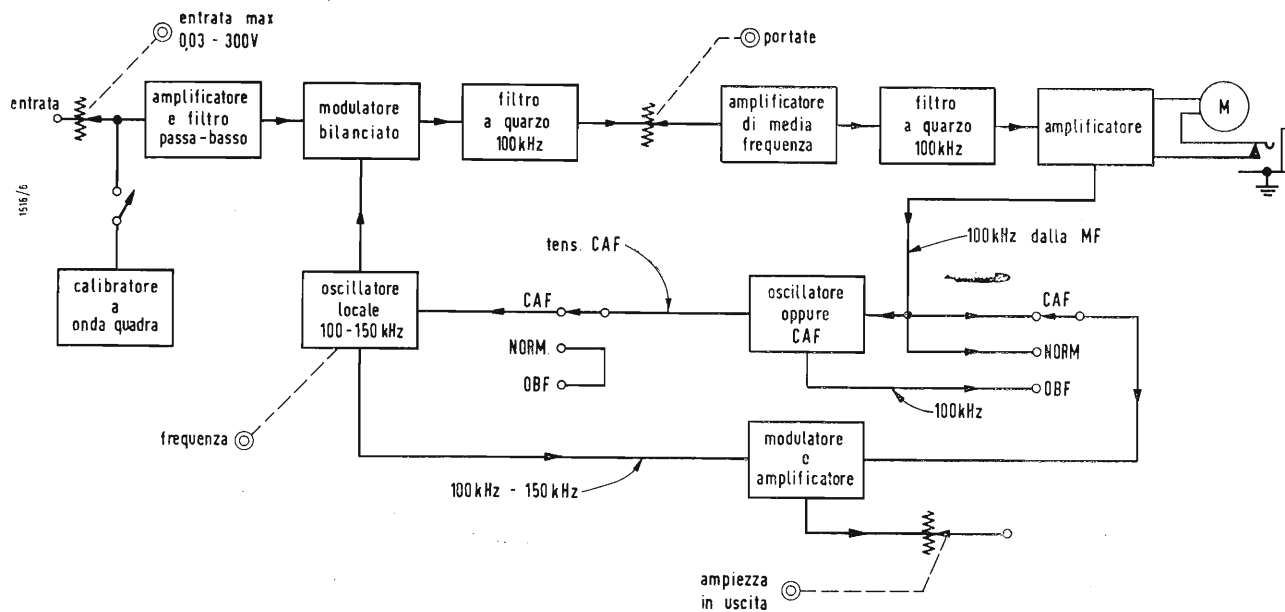 entrata max
0,03 - 300V
portate
entrata
amplificatore
e filtro
passa-basso
modulatore
bilanciato
filtro
a quarzo
100kHz
amplificatore
di media
frequenza
filtro
a quarzo
100kHz
amplificatore
M
1516/6
100kHz dalla MF
tens. CAF
calibratore
a
onda quadra
oscillatore
locale
100-150 kHz
CAF
NORM.
OBF
oscillatore
oppure
CAF
CAF
NORM
OBF
100kHz
frequenza
modulatore
e
amplificatore
100kHz - 150kHz
ampiezza
in uscita